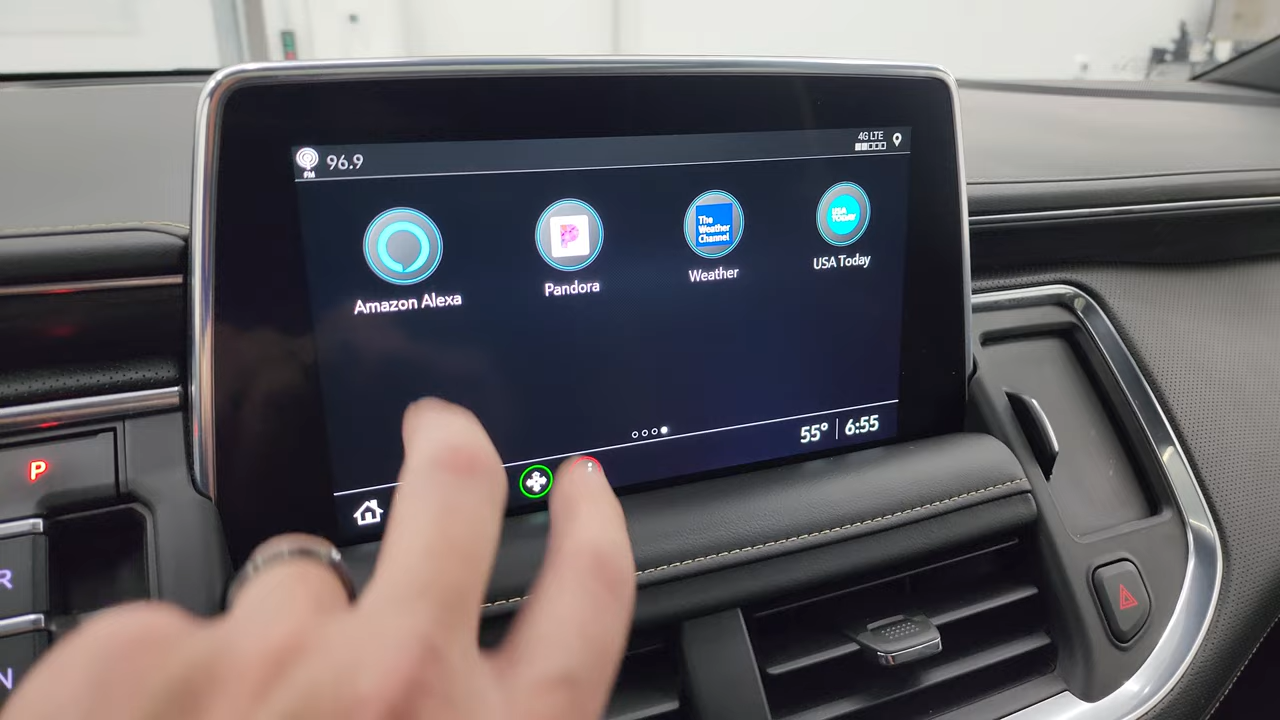 FM
96.9
4G LTE
Amazon Alexa
P
Pandora
The
Weather
Channel
Weather
USA
TODAY
USA Today
55° | 6:55
P
R
N